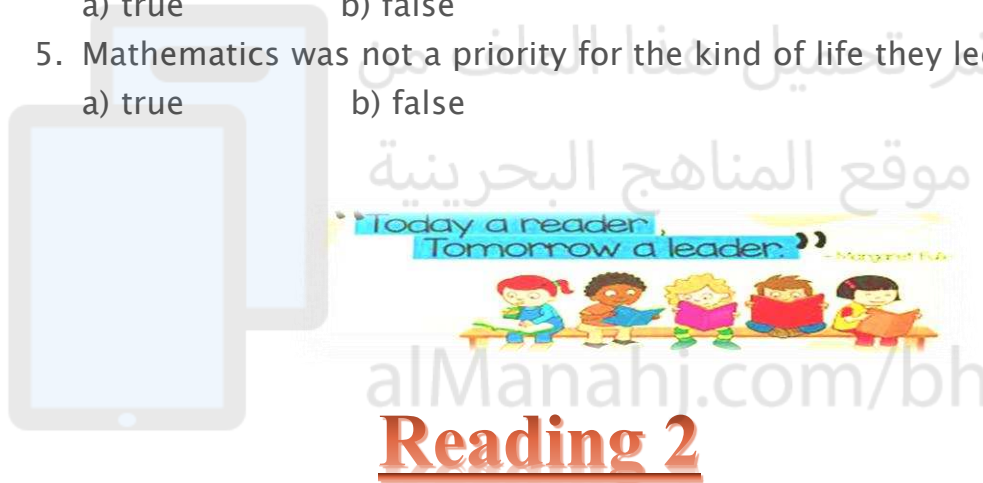 a) true b) false
5. Mathematics was not a priority for the kind of life they
a) true b) false
موقع المناهج البحرينية
"Today a reader,
Tomorrow a leader."
- Margaret
alManahj.com/bh
Reading 2